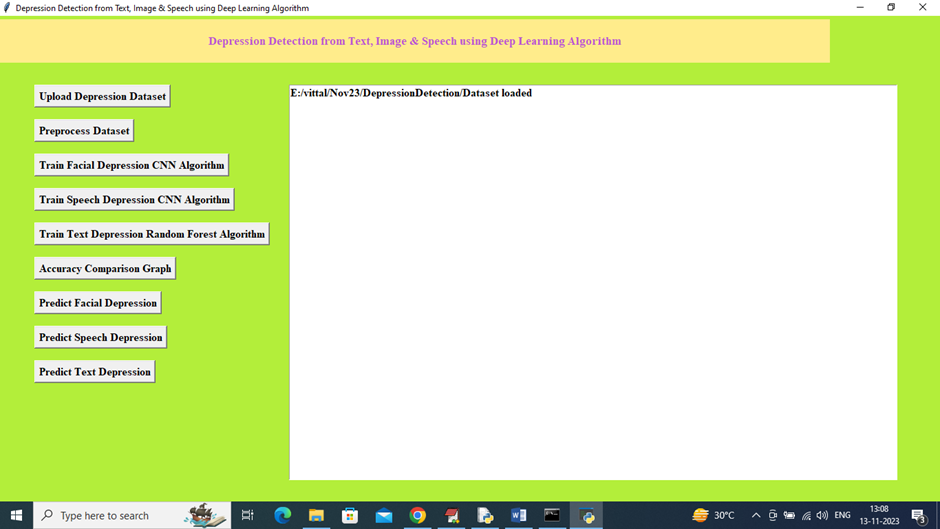 Depression Detection from Text, Image & Speech using Deep Learning Algorithm
Depression Detection from Text, Image & Speech using Deep Learning Algorithm
Upload Depression Dataset
Preprocess Dataset
Train Facial Depression CNN Algorithm
Train Speech Depression CNN Algorithm
Train Text Depression Random Forest Algorithm
Accuracy Comparison Graph
Predict Facial Depression
Predict Speech Depression
Predict Text Depression
E:/vittal/Nov23/DepressionDetection/Dataset loaded
Type here to search
30°C
ENG
13:08
13-11-2023
3